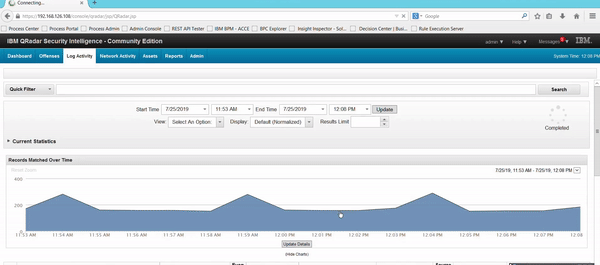 Connecting...
https://192.168.126.108/console/qradar/jsp/QRadar.jsp
Google
Process Center Process Portal Process Admin Process Admin Console REST API Tester IBM BPM - ACCE BPC Explorer Insight Inspector - Sol... Decision Center | Bu... Rule Execution Server
IBM QRadar Security Intelligence - Community Edition
admin Help Messages IBM
Dashboard Offenses Log Activity Network Activity Assets Reports Admin
System Time: 12:08 PM
Quick Filter Search
Start Time 7/25/2019 11:53 AM End Time 7/25/2019 12:08 PM Update
View: Select An Option: Display: Default (Normalized) Results Limit
Completed
Current Statistics
Records Matched Over Time
Reset Zoom 7/25/19, 11:53 AM - 7/25/19, 12:08 PM
400
200
0
11:53 AM 11:54 AM 11:55 AM 11:56 AM 11:57 AM 11:58 AM 11:59 AM 12:00 PM 12:01 PM 12:02 PM 12:03 PM 12:04 PM 12:05 PM 12:06 PM 12:07 PM 12:08
Update Details
(Hide Charts)